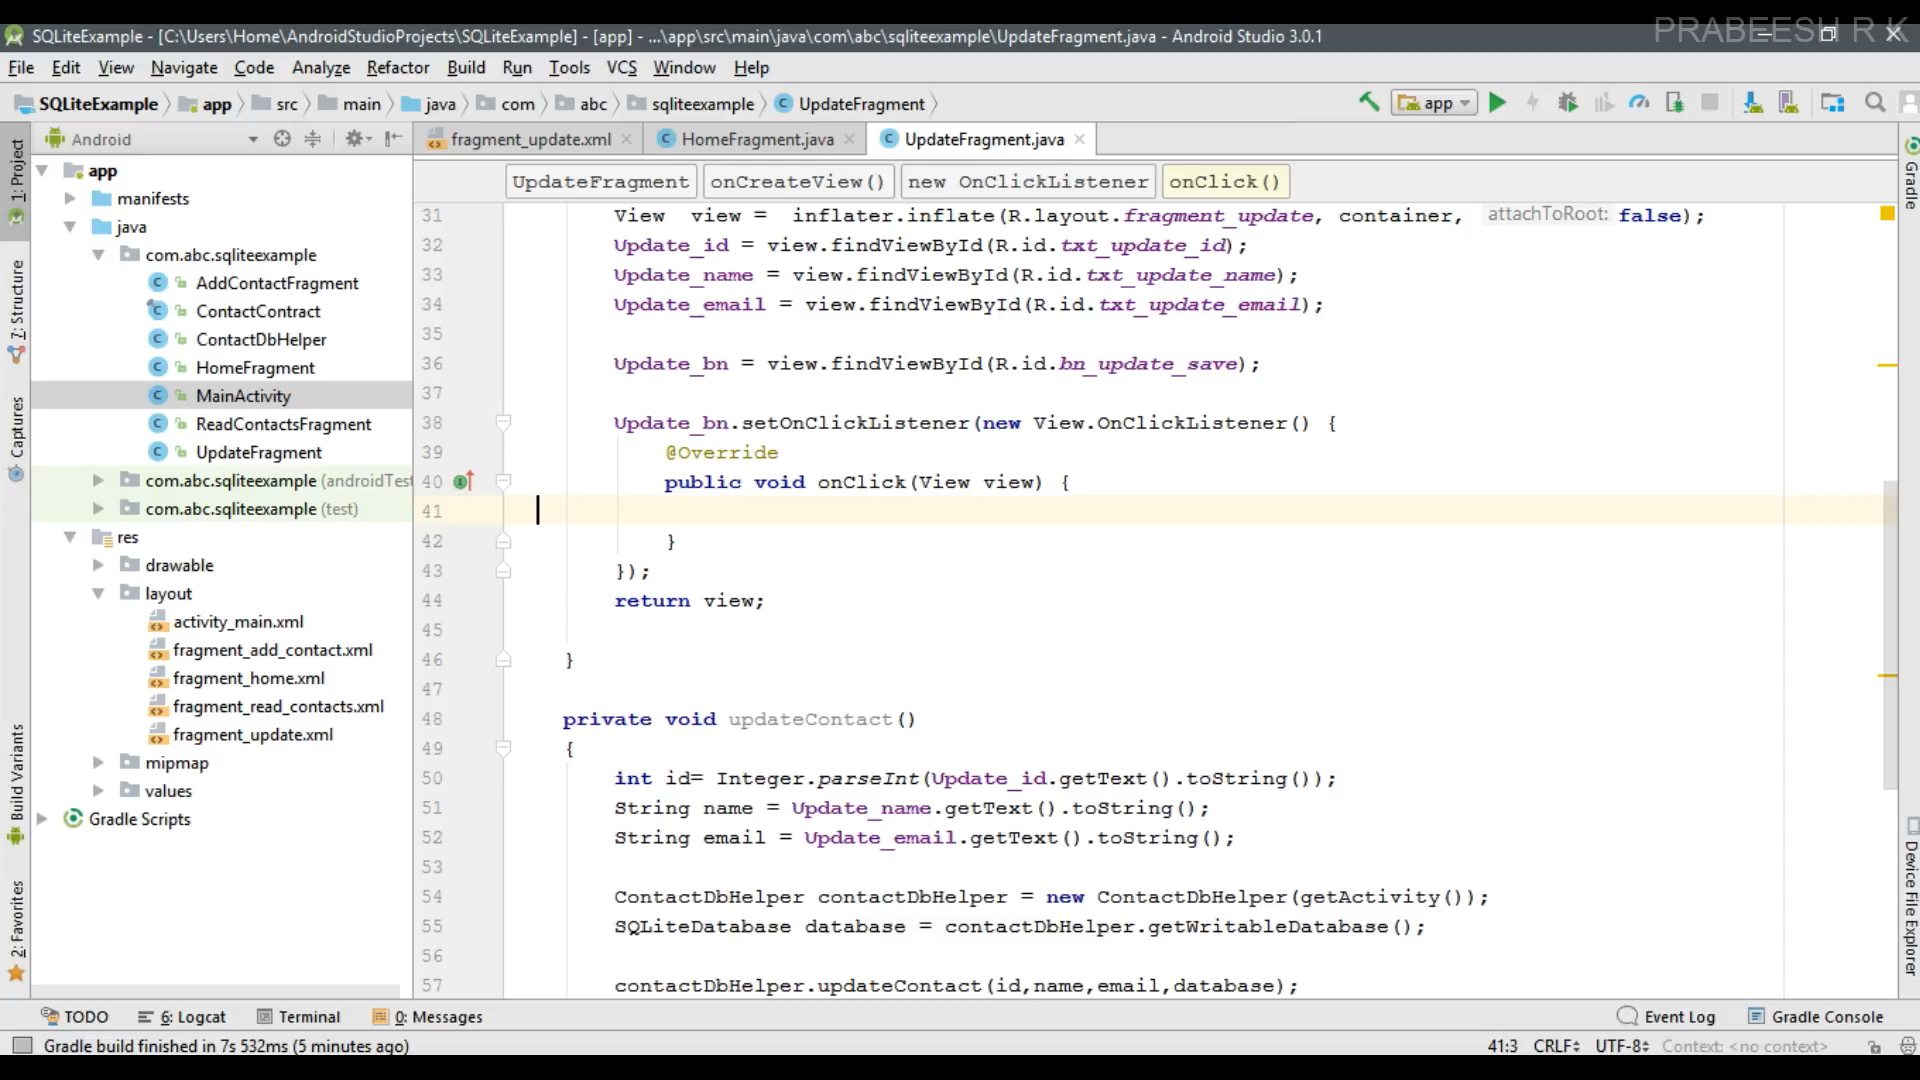 PRABEESH R K
SQLiteExample - [C:\Users\Home\AndroidStudioProjects\SQLiteExample] - [app] - ...\app\src\main\java\com\abc\sqliteexample\UpdateFragment.java - Android Studio 3.0.1
File Edit View Navigate Code Analyze Refactor Build Run Tools VCS Window Help
SQLiteExample app src main java com abc sqliteexample UpdateFragment app
Android
fragment_update.xml HomeFragment.java UpdateFragment.java
UpdateFragment onCreateView() new OnClickListener onClick()
1: Project
7: Structure
Captures
Build Variants
2: Favorites
app
manifests
java
com.abc.sqliteexample
AddContactFragment
ContactContract
ContactDbHelper
HomeFragment
MainActivity
ReadContactsFragment
UpdateFragment
com.abc.sqliteexample (androidTest
com.abc.sqliteexample (test)
res
drawable
layout
activity_main.xml
fragment_add_contact.xml
fragment_home.xml
fragment_read_contacts.xml
fragment_update.xml
mipmap
values
Gradle Scripts
31 View view = inflater.inflate(R.layout.fragment_update, container, attachToRoot: false);
32 Update_id = view.findViewById(R.id.txt_update_id);
33 Update_name = view.findViewById(R.id.txt_update_name);
34 Update_email = view.findViewById(R.id.txt_update_email);
35
36 Update_bn = view.findViewById(R.id.bn_update_save);
37
38 Update_bn.setOnClickListener(new View.OnClickListener() {
39 @Override
40 public void onClick(View view) {
41
42 }
43 });
44 return view;
45
46 }
47
48 private void updateContact()
49 {
50 int id= Integer.parseInt(Update_id.getText().toString());
51 String name = Update_name.getText().toString();
52 String email = Update_email.getText().toString();
53
54 ContactDbHelper contactDbHelper = new ContactDbHelper(getActivity());
55 SQLiteDatabase database = contactDbHelper.getWritableDatabase();
56
57 contactDbHelper.updateContact(id,name,email,database);
Gradle
Device File Explorer
TODO 6: Logcat Terminal 0: Messages Event Log Gradle Console
Gradle build finished in 7s 532ms (5 minutes ago) 41:3 CRLF UTF-8 Context: <no context>